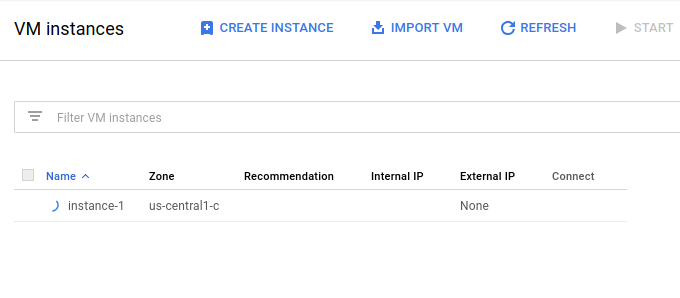 VM instances CREATE INSTANCE IMPORT VM REFRESH START
Filter VM instances
Name Zone Recommendation Internal IP External IP Connect
instance-1 us-central1-c None